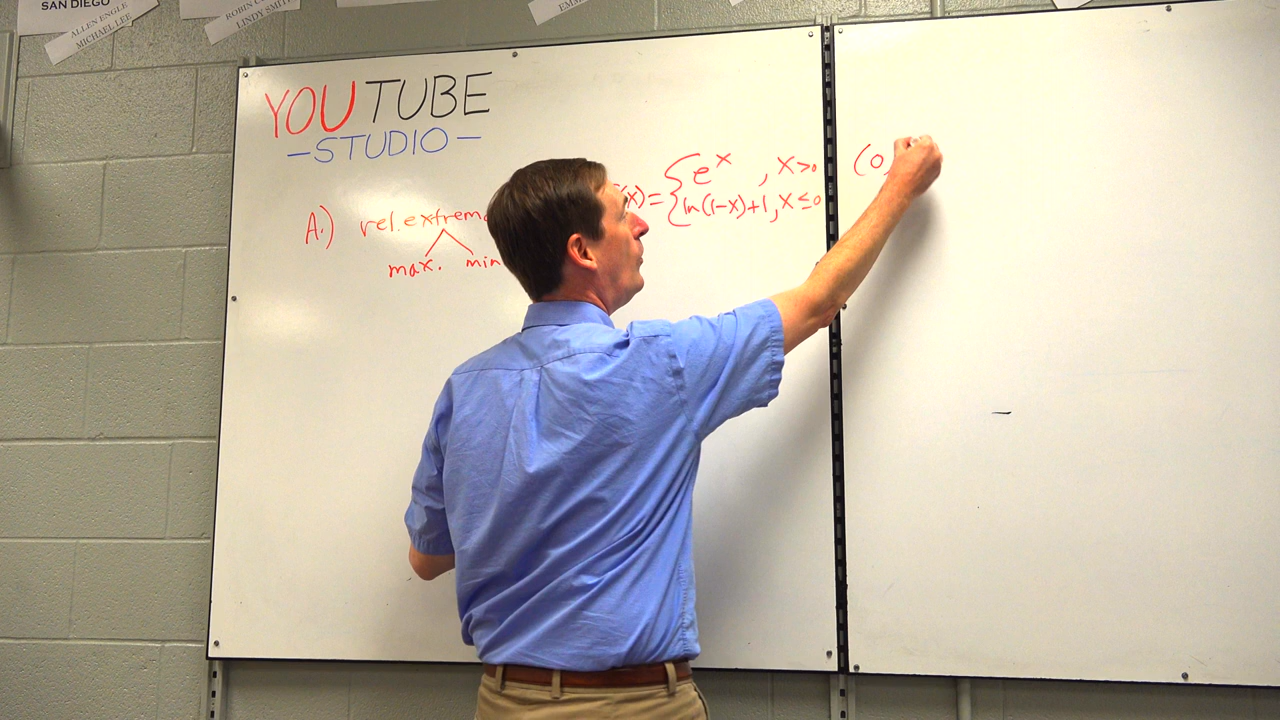 SAN DIEGO
ALLEN ENGLE
MICHAEL LEE
LINDY SMITH
YOUTUBE
-STUDIO-
A.) rel.extrema
max. min
(x)= { e^x , x>0
ln(1-x)+1, x≤0
(0,